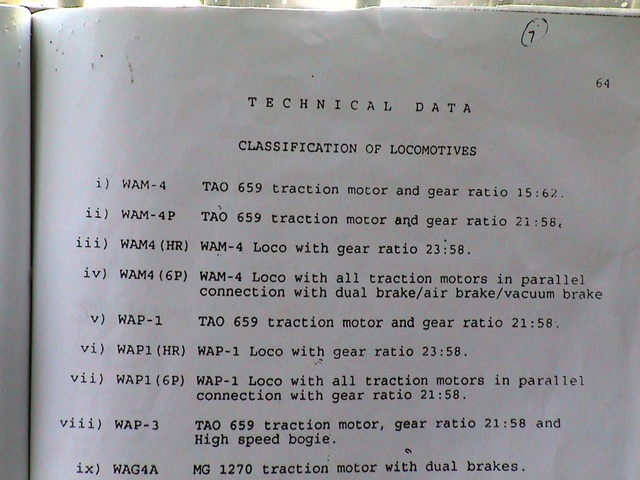 7
64
TECHNICAL DATA
CLASSIFICATION OF LOCOMOTIVES
i) WAM-4 TAO 659 traction motor and gear ratio 15:62.
ii) WAM-4P TAO 659 traction motor and gear ratio 21:58,
iii) WAM4(HR) WAM-4 Loco with gear ratio 23:58.
iv) WAM4(6P) WAM-4 Loco with all traction motors in parallel
connection with dual brake/air brake/vacuum brake
v) WAP-1 TAO 659 traction motor and gear ratio 21:58.
vi) WAP1(HR) WAP-1 Loco with gear ratio 23:58.
vii) WAP1(6P) WAP-1 Loco with all traction motors in parallel
connection with gear ratio 21:58.
viii) WAP-3 TAO 659 traction motor, gear ratio 21:58 and
High speed bogie.
ix) WAG4A MG 1270 traction motor with dual brakes.